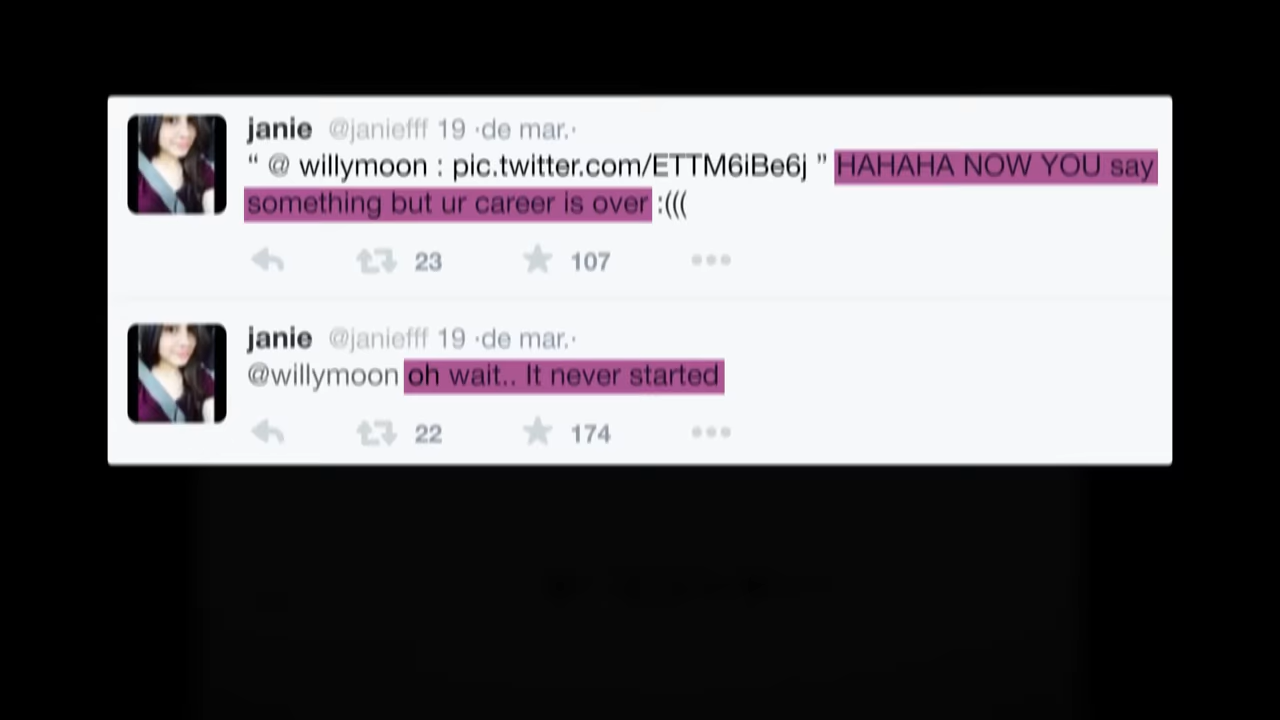 janie @janiefff 19 ·de mar.·
“ @ willymoon : pic.twitter.com/ETTM6iBe6j ” HAHAHA NOW YOU say
something but ur career is over :(((
23 107
janie @janiefff 19 ·de mar.·
@willymoon oh wait.. It never started
22 174